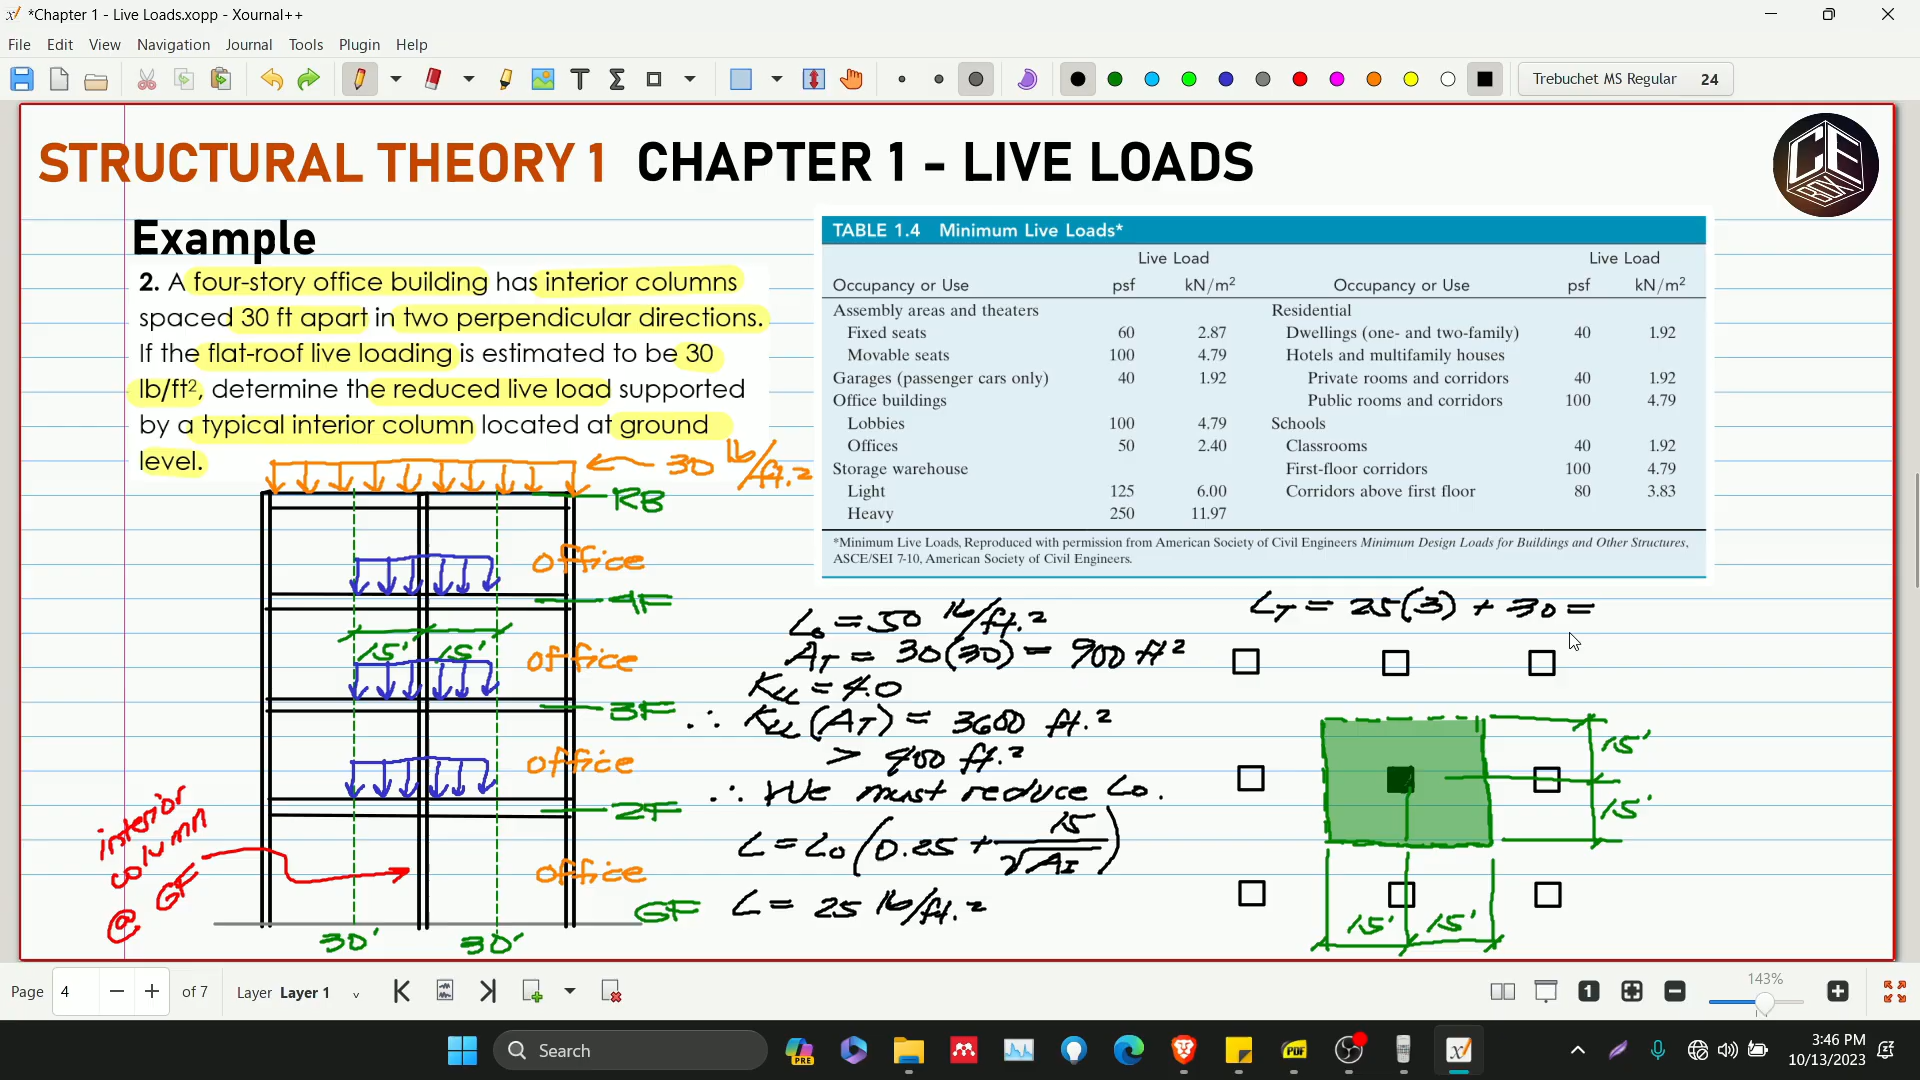 *Chapter 1 - Live Loads.xopp - Xournal++
File Edit View Navigation Journal Tools Plugin Help
Trebuchet MS Regular 24
STRUCTURAL THEORY 1 CHAPTER 1 - LIVE LOADS
CE
Example
2. A four-story office building has interior columns
spaced 30 ft apart in two perpendicular directions.
If the flat-roof live loading is estimated to be 30
lb/ft², determine the reduced live load supported
by a typical interior column located at ground
level.
TABLE 1.4 Minimum Live Loads*
Live Load Live Load
Occupancy or Use psf kN/m² Occupancy or Use psf kN/m²
Assembly areas and theaters Residential
Fixed seats 60 2.87 Dwellings (one- and two-family) 40 1.92
Movable seats 100 4.79 Hotels and multifamily houses
Garages (passenger cars only) 40 1.92 Private rooms and corridors 40 1.92
Office buildings Public rooms and corridors 100 4.79
Lobbies 100 4.79 Schools
Offices 50 2.40 Classrooms 40 1.92
Storage warehouse First-floor corridors 100 4.79
Light 125 6.00 Corridors above first floor 80 3.83
Heavy 250 11.97
*Minimum Live Loads, Reproduced with permission from American Society of Civil Engineers Minimum Design Loads for Buildings and Other Structures,
ASCE/SEI 7-10, American Society of Civil Engineers.
30 lb/ft.²
RB
office
4F
15' 15'
office
3F
office
2F
interior
column
@ GF
office
GF
30' 30'
L₀ = 50 lb/ft.²
A_T = 30(30) = 900 ft²
K_LL = 4.0
∴ K_LL (A_T) = 3600 ft.²
> 400 ft.²
∴ We must reduce L₀.
L = L₀ (0.25 + 15/√A_I)
L = 25 lb/ft.²
L_T = 25(3) + 30 =
15'
15'
15' 15'
Page 4 of 7 Layer Layer 1 1 143%
Search
PRE
PDF
3:46 PM
10/13/2023